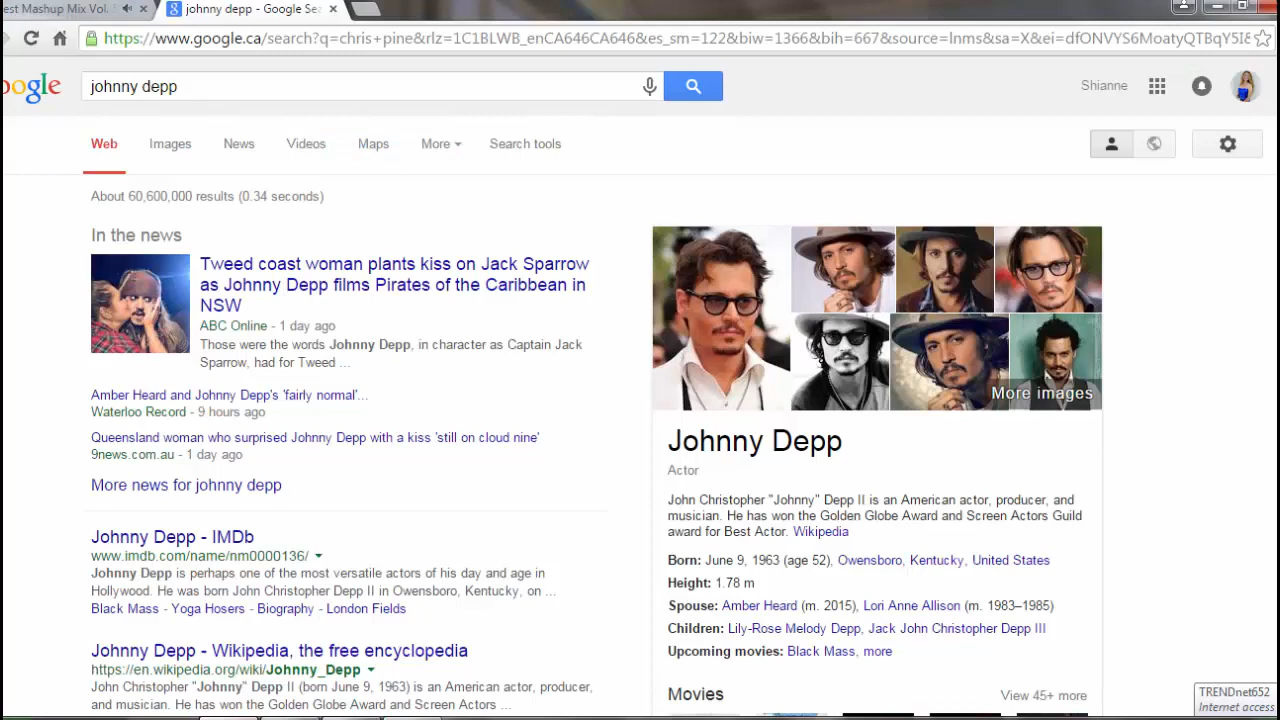 est Mashup Mix Vol.
johnny depp - Google Sea
https://www.google.ca/search?q=chris+pine&rlz=1C1BLWB_enCA646CA646&es_sm=122&biw=1366&bih=667&source=lnms&sa=X&ei=dfONVYS6MoatyQTBqY5I
oogle
johnny depp
Shianne
Web Images News Videos Maps More Search tools
About 60,600,000 results (0.34 seconds)
In the news
Tweed coast woman plants kiss on Jack Sparrow
as Johnny Depp films Pirates of the Caribbean in
NSW
ABC Online - 1 day ago
Those were the words Johnny Depp, in character as Captain Jack
Sparrow, had for Tweed ...
Amber Heard and Johnny Depp's 'fairly normal'...
Waterloo Record - 9 hours ago
Queensland woman who surprised Johnny Depp with a kiss 'still on cloud nine'
9news.com.au - 1 day ago
More news for johnny depp
Johnny Depp - IMDb
www.imdb.com/name/nm0000136/
Johnny Depp is perhaps one of the most versatile actors of his day and age in
Hollywood. He was born John Christopher Depp II in Owensboro, Kentucky, on ...
Black Mass - Yoga Hosers - Biography - London Fields
Johnny Depp - Wikipedia, the free encyclopedia
https://en.wikipedia.org/wiki/Johnny_Depp
John Christopher "Johnny" Depp II (born June 9, 1963) is an American actor, producer,
and musician. He has won the Golden Globe Award and Screen Actors ...
More images
Johnny Depp
Actor
John Christopher "Johnny" Depp II is an American actor, producer, and
musician. He has won the Golden Globe Award and Screen Actors Guild
award for Best Actor. Wikipedia
Born: June 9, 1963 (age 52), Owensboro, Kentucky, United States
Height: 1.78 m
Spouse: Amber Heard (m. 2015), Lori Anne Allison (m. 1983–1985)
Children: Lily-Rose Melody Depp, Jack John Christopher Depp III
Upcoming movies: Black Mass, more
Movies
View 45+ more
TRENDnet652
Internet access